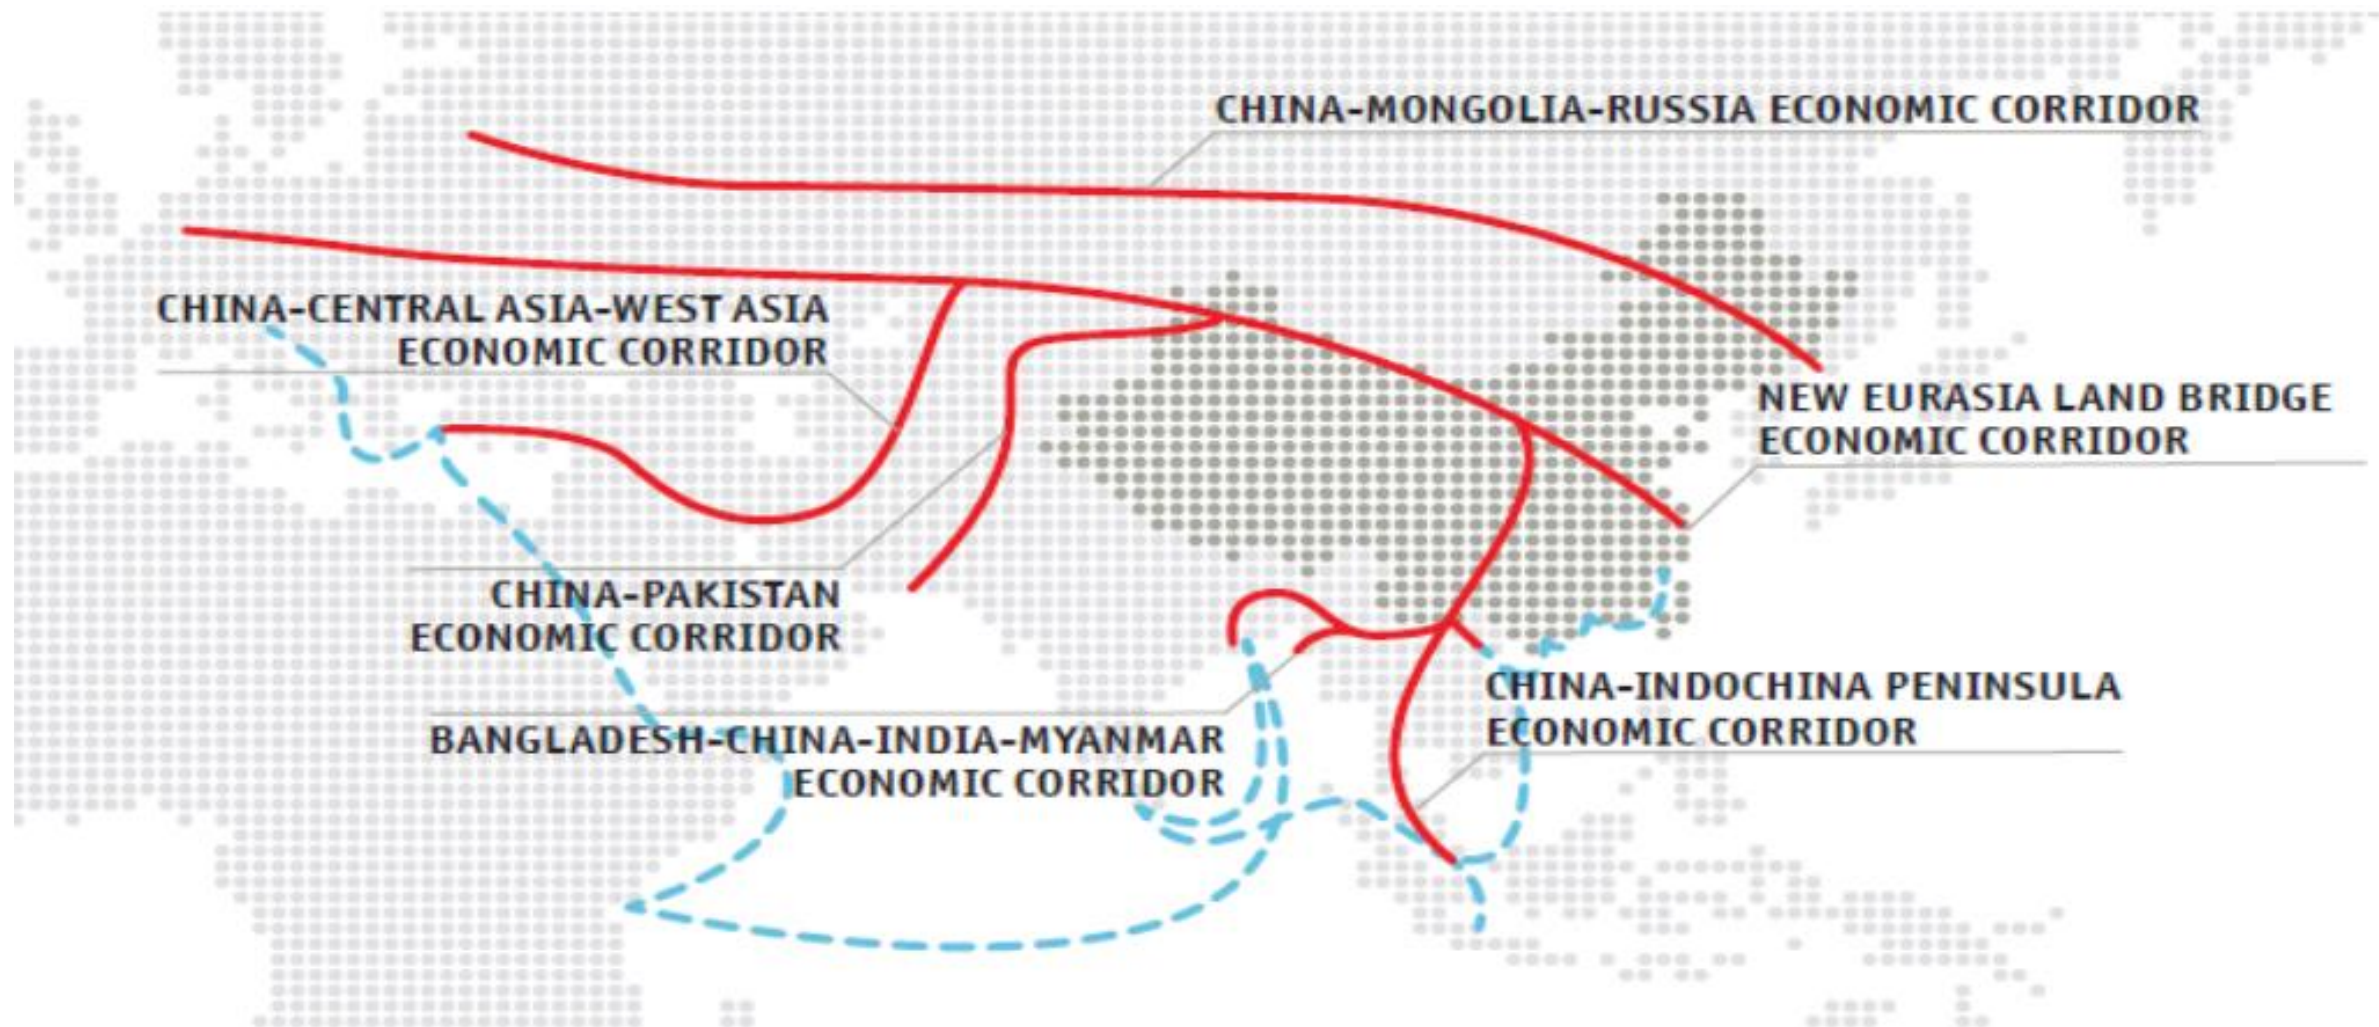 CHINA-MONGOLIA-RUSSIA ECONOMIC CORRIDOR
CHINA-CENTRAL ASIA-WEST ASIA
ECONOMIC CORRIDOR
NEW EURASIA LAND BRIDGE
ECONOMIC CORRIDOR
CHINA-PAKISTAN
ECONOMIC CORRIDOR
CHINA-INDOCHINA PENINSULA
ECONOMIC CORRIDOR
BANGLADESH-CHINA-INDIA-MYANMAR
ECONOMIC CORRIDOR